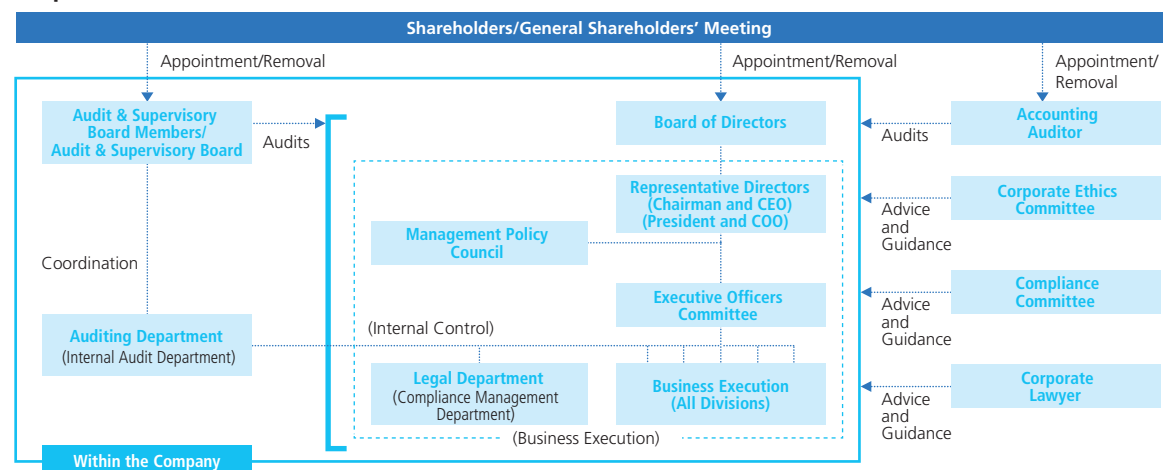 Shareholders/General Shareholders' Meeting
Appointment/Removal
Appointment/Removal
Appointment/
Removal
Audit & Supervisory
Board Members/
Audit & Supervisory Board
Audits
Board of Directors
Audits
Accounting
Auditor
Representative Directors
(Chairman and CEO)
(President and COO)
Advice
and
Guidance
Corporate Ethics
Committee
Management Policy
Council
Coordination
Executive Officers
Committee
Advice
and
Guidance
Compliance
Committee
Auditing Department
(Internal Audit Department)
(Internal Control)
Legal Department
(Compliance Management
Department)
Business Execution
(All Divisions)
Advice
and
Guidance
Corporate
Lawyer
(Business Execution)
Within the Company